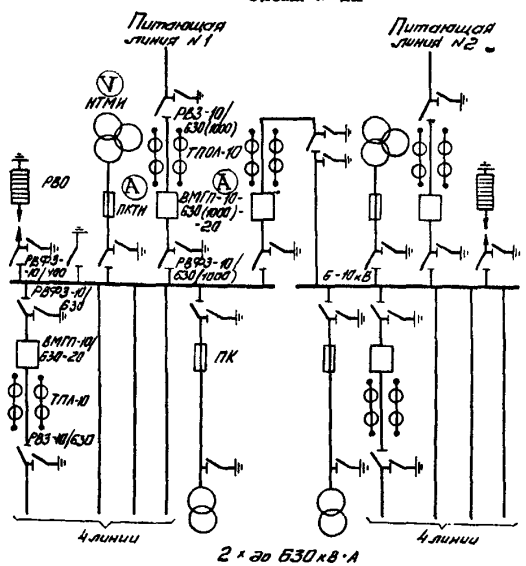 Питающая
линия N1
Питающая
линия N2
V
НТМИ
РВЗ-10/
630(1000)
ТПОЛ-10
РВО
A
ПКТН
ВМГП-10-
630(1000)-
-20
A
РВФЗ-
-10/400
РВФЗ-10/
630(1000)
6-10кВ
РВФЗ-10/
630
ВМГП-10/
630-20
ПК
ТПЛ-10
РВЗ-10/630
4 линии
4 линии
2 × до 630 кВ·А